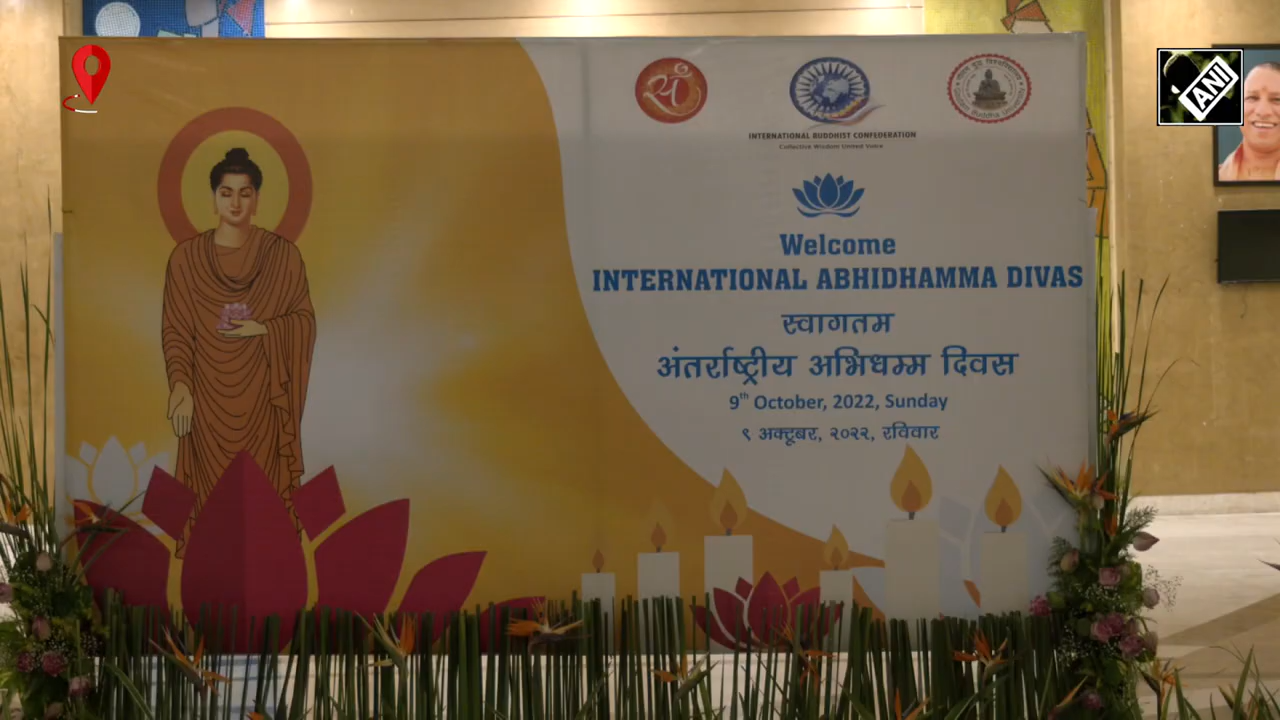 ANI
सं
INTERNATIONAL BUDDHIST CONFEDERATION
Collective Wisdom United Voice
Welcome
INTERNATIONAL ABHIDHAMMA DIVAS
स्वागतम
अंतर्राष्ट्रीय अभिधम्म दिवस
9th October, 2022, Sunday
९ अक्टूबर, २०२२, रविवार